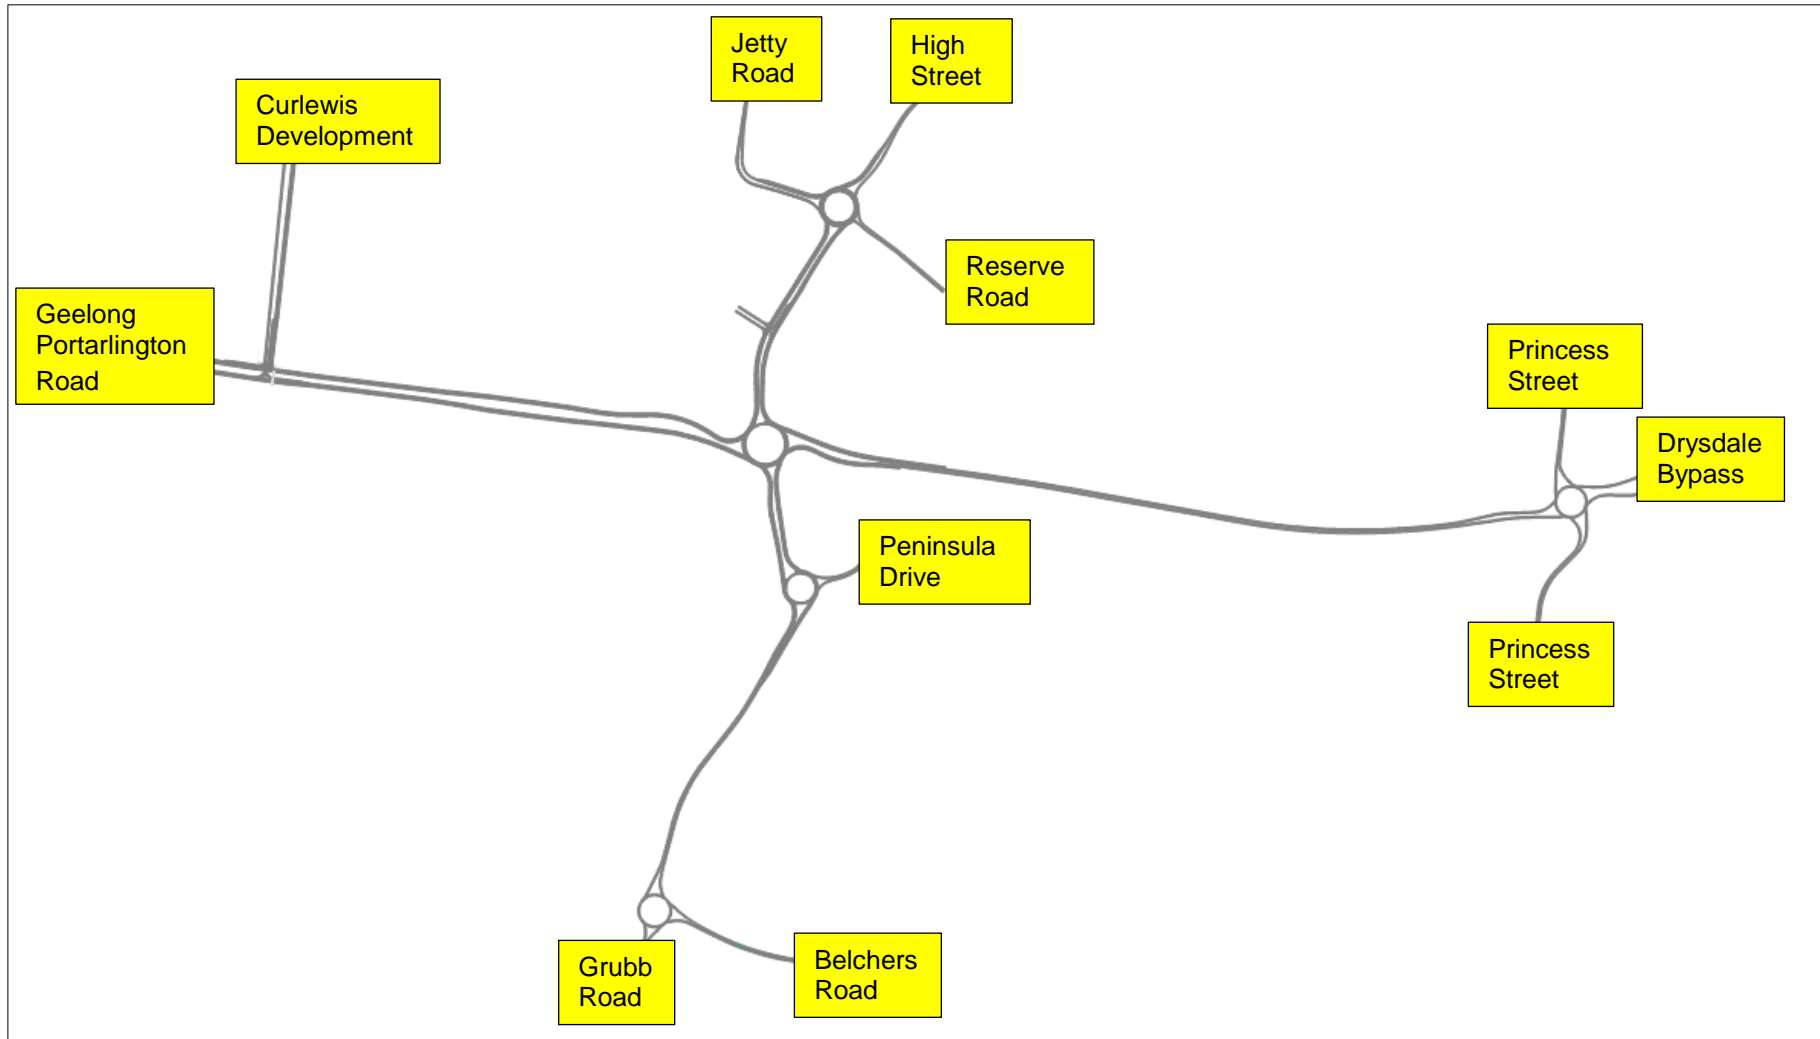 Jetty
Road
High
Street
Curlewis
Development
Reserve
Road
Geelong
Portarlington
Road
Princess
Street
Drysdale
Bypass
Peninsula
Drive
Princess
Street
Grubb
Road
Belchers
Road